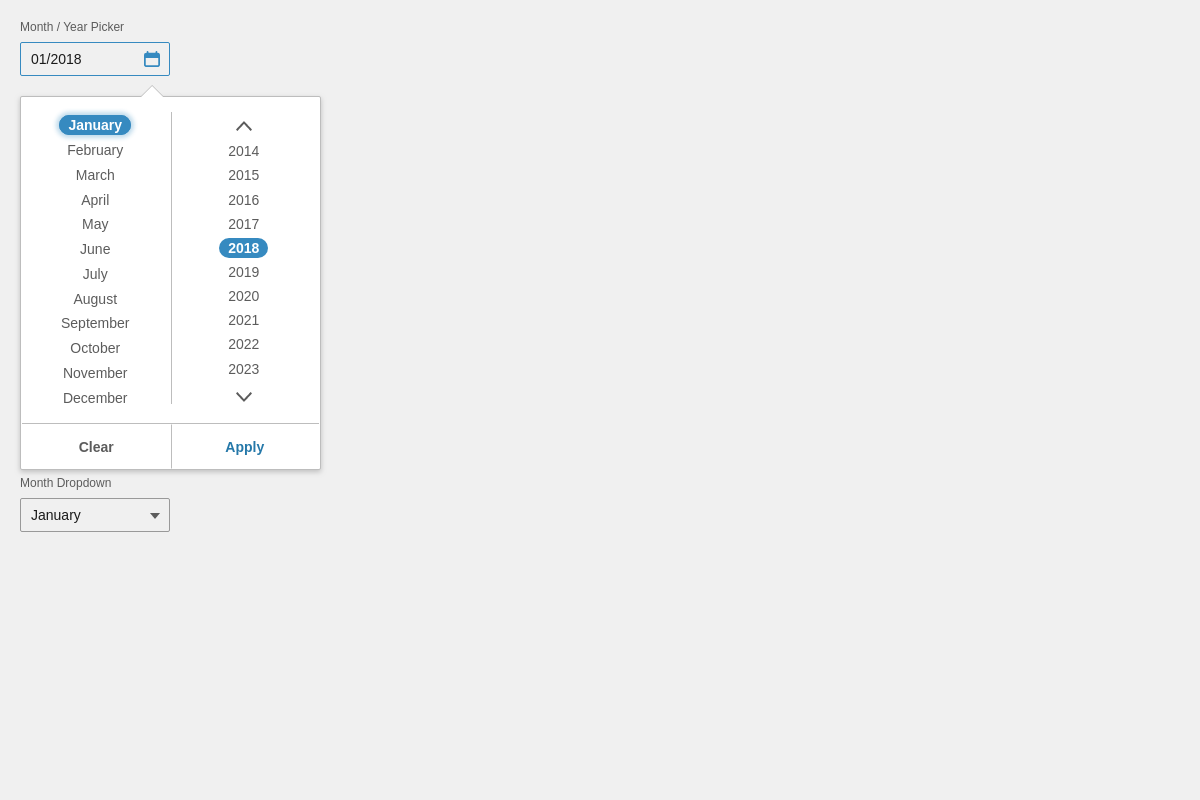 Month / Year Picker
01/2018
January
February
March
April
May
June
July
August
September
October
November
December
2014
2015
2016
2017
2018
2019
2020
2021
2022
2023
Clear
Apply
Month Dropdown
January